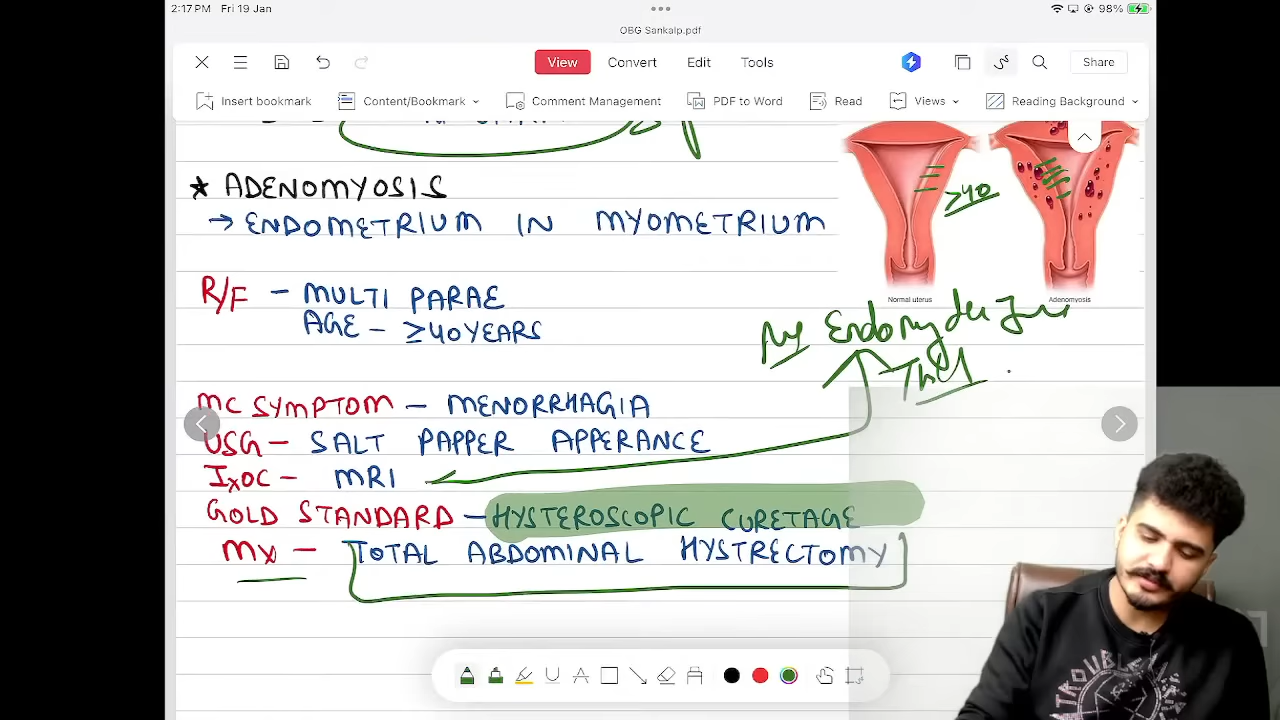 2:17 PM Fri 19 Jan
98%
OBG Sankalp.pdf
View Convert Edit Tools Share
Insert bookmark Content/Bookmark Comment Management PDF to Word Read Views Reading Background
★ ADENOMYOSIS
→ ENDOMETRIUM IN MYOMETRIUM
≥40
Normal uterus Adenomyosis
R/F - MULTI PARAE
AGE - ≥40YEARS
MC SYMPTOM - MENORRHAGIA
USG - SALT PAPPER APPERANCE
IxOC - MRI
GOLD STANDARD - HYSTEROSCOPIC CURETAGE
Mx - TOTAL ABDOMINAL HYSTRECTOMY